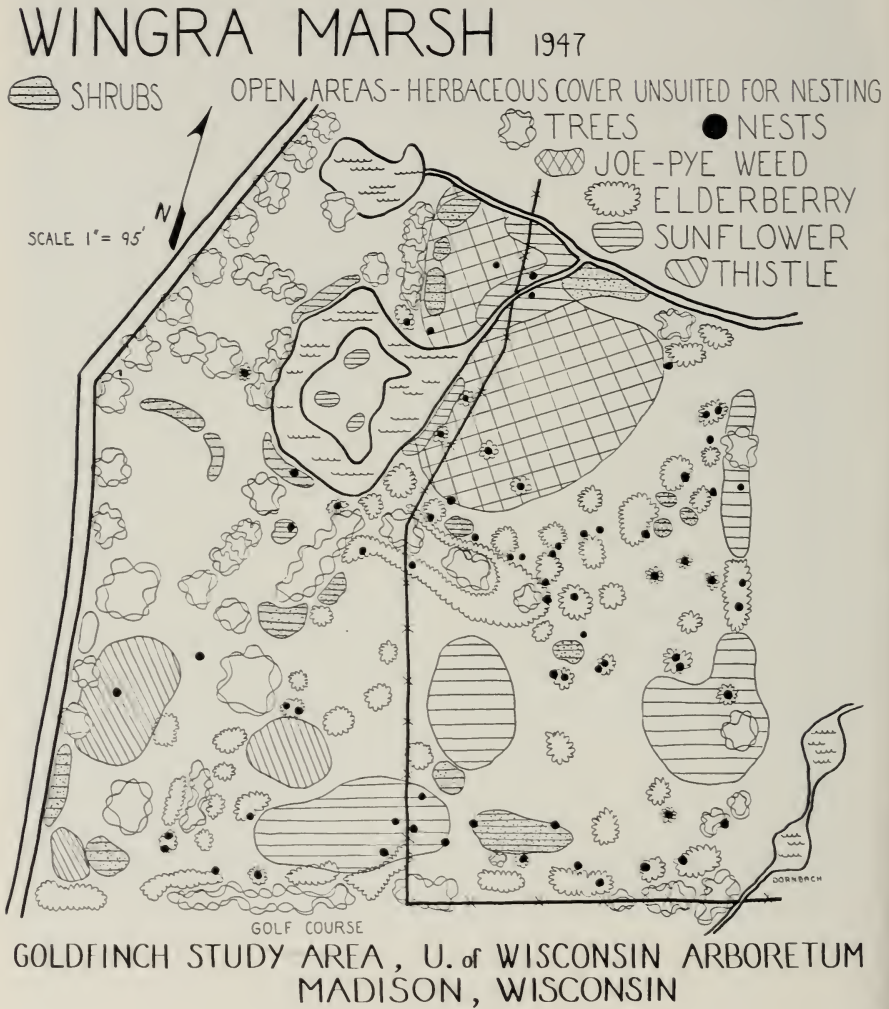 WINGRA MARSH 1947
SHRUBS
OPEN AREAS-HERBACEOUS COVER UNSUITED FOR NESTING
TREES
NESTS
JOE-PYE WEED
ELDERBERRY
SUNFLOWER
THISTLE
N
SCALE 1"= 95'
DORNBACH
GOLF COURSE
GOLDFINCH STUDY AREA, U. of WISCONSIN ARBORETUM
MADISON, WISCONSIN